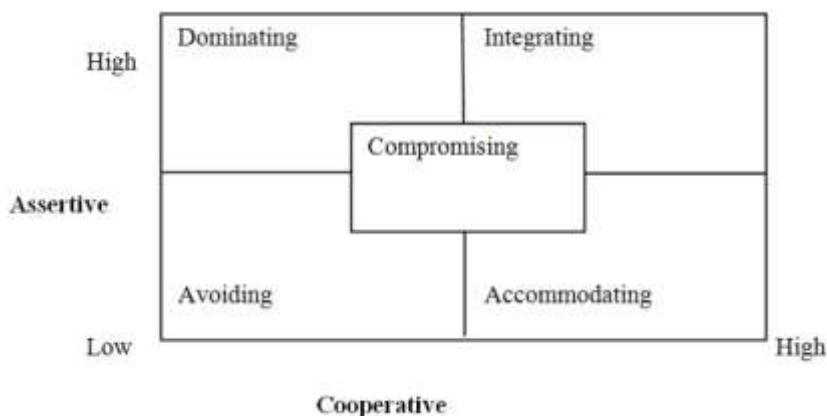 Dominating
Integrating
High
Compromising
Assertive
Avoiding
Accommodating
Low
High
Cooperative